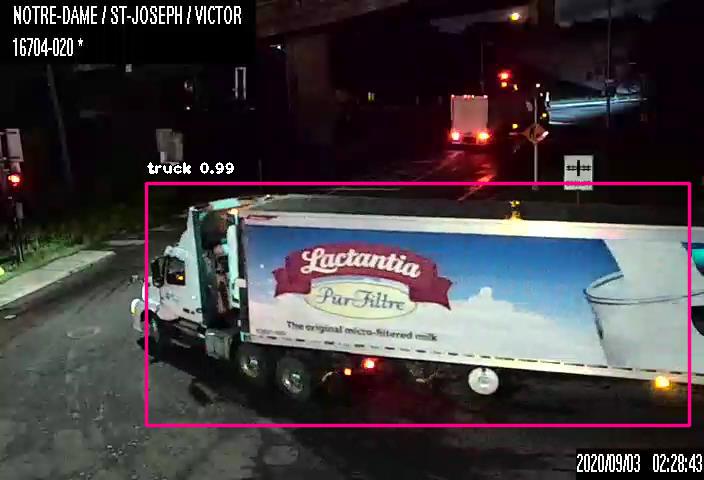 NOTRE-DAME / ST-JOSEPH / VICTOR
16704-020 *
truck 0.99
Lactantia
PūrFiltre
The original micro-filtered milk
2020/09/03 02:28:43